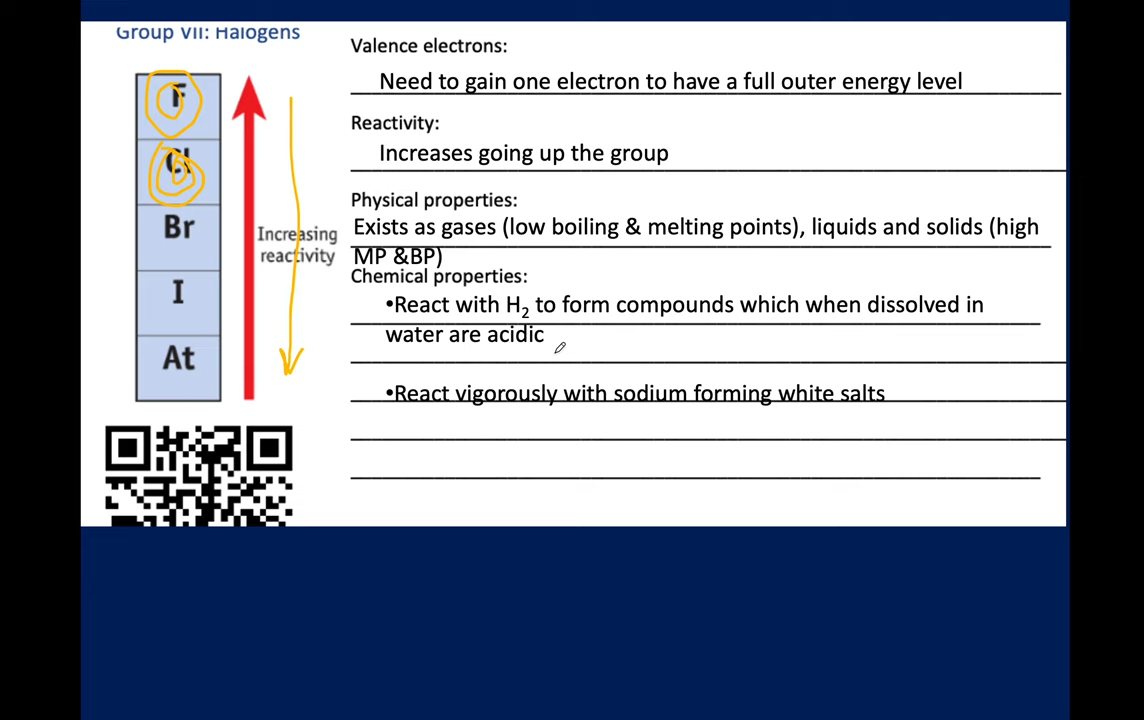 Group VII: Halogens
Valence electrons:
Need to gain one electron to have a full outer energy level
Reactivity:
Increases going up the group
Physical properties:
Exists as gases (low boiling & melting points), liquids and solids (high
MP &BP)
Chemical properties:
•React with H₂ to form compounds which when dissolved in
water are acidic
•React vigorously with sodium forming white salts
F
Cl
Br
I
At
Increasing
reactivity